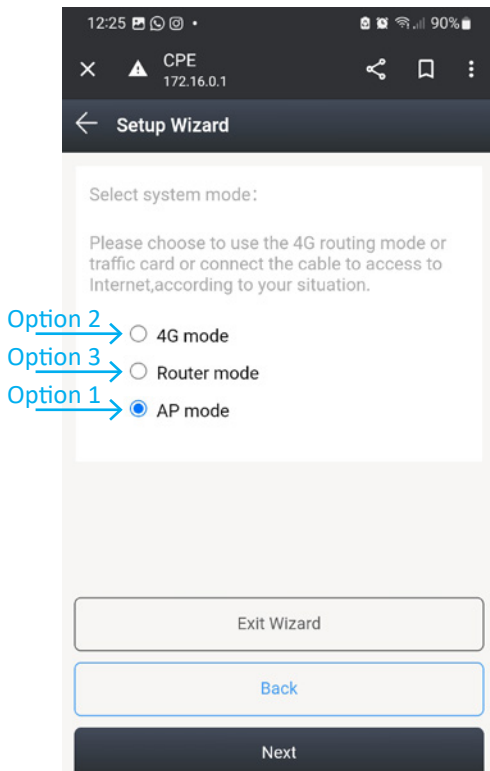 12:25 90%
CPE
172.16.0.1
Setup Wizard
Select system mode:
Please choose to use the 4G routing mode or
traffic card or connect the cable to access to
Internet,according to your situation.
Option 2 4G mode
Option 3 Router mode
Option 1 AP mode
Exit Wizard
Back
Next